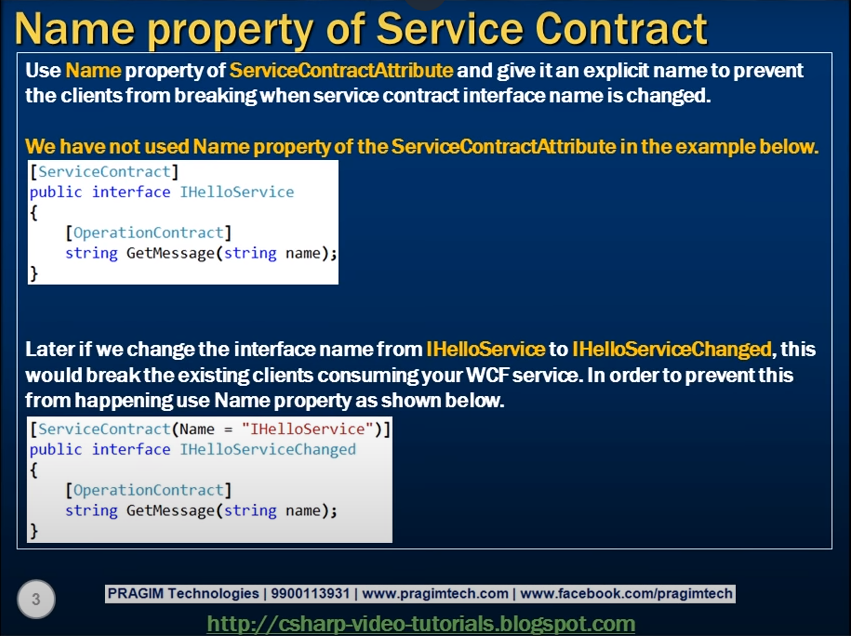 Name property of Service Contract
Use Name property of ServiceContractAttribute and give it an explicit name to prevent
the clients from breaking when service contract interface name is changed.
We have not used Name property of the ServiceContractAttribute in the example below.
[ServiceContract]
public interface IHelloService
{
    [OperationContract]
    string GetMessage(string name);
}
Later if we change the interface name from IHelloService to IHelloServiceChanged, this
would break the existing clients consuming your WCF service. In order to prevent this
from happening use Name property as shown below.
[ServiceContract(Name = "IHelloService")]
public interface IHelloServiceChanged
{
    [OperationContract]
    string GetMessage(string name);
}
3
PRAGIM Technologies | 9900113931 | www.pragimtech.com | www.facebook.com/pragimtech
http://csharp-video-tutorials.blogspot.com